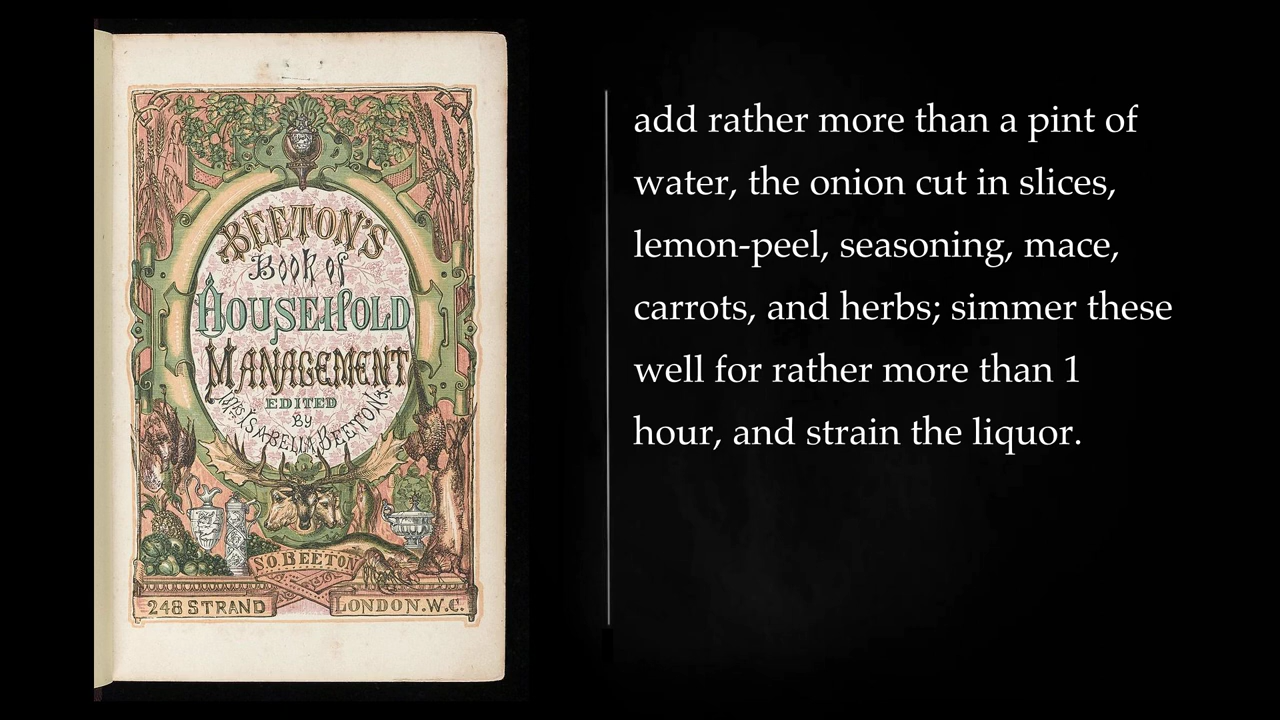 BEETON'S
Book of
HOUSEHOLD
MANAGEMENT
EDITED
BY
MRS ISABELLA BEETON
S.O. BEETON
248 STRAND
LONDON. W.C.
add rather more than a pint of
water, the onion cut in slices,
lemon-peel, seasoning, mace,
carrots, and herbs; simmer these
well for rather more than 1
hour, and strain the liquor.